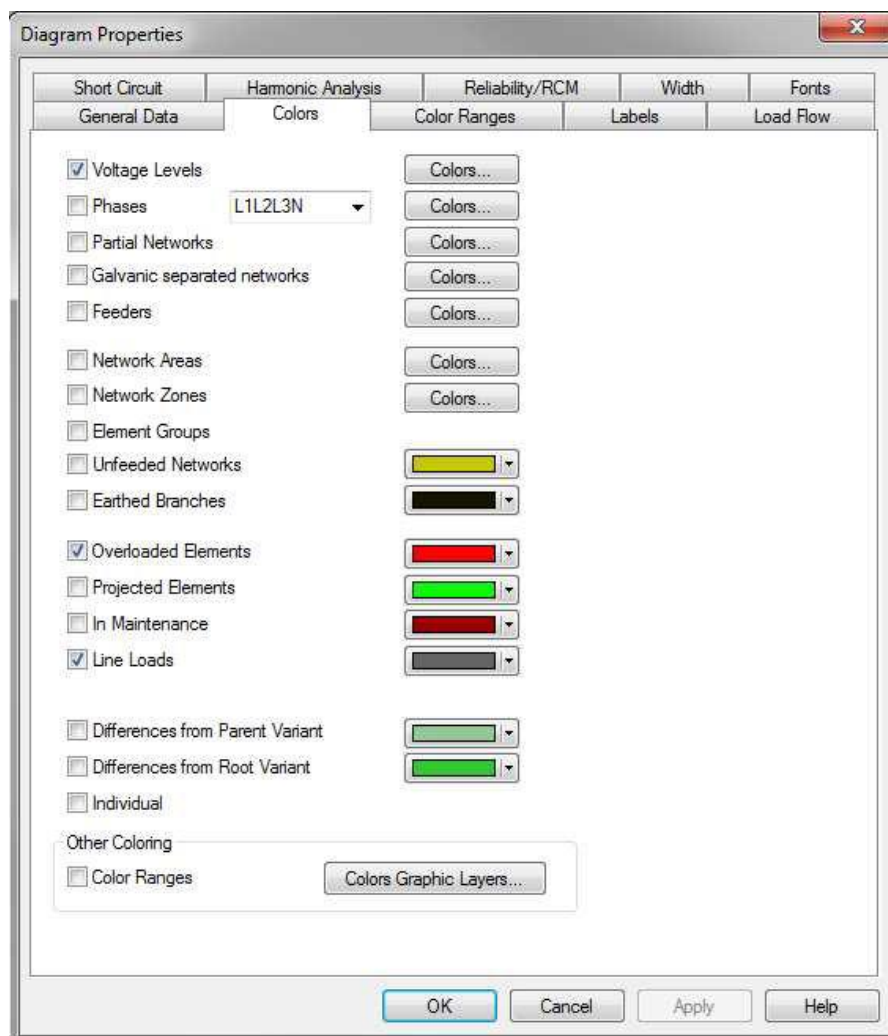 Diagram Properties
Short Circuit Harmonic Analysis Reliability/RCM Width Fonts
General Data Colors Color Ranges Labels Load Flow
Voltage Levels Colors...
Phases L1L2L3N Colors...
Partial Networks Colors...
Galvanic separated networks Colors...
Feeders Colors...
Network Areas Colors...
Network Zones Colors...
Element Groups
Unfeeded Networks
Earthed Branches
Overloaded Elements
Projected Elements
In Maintenance
Line Loads
Differences from Parent Variant
Differences from Root Variant
Individual
Other Coloring
Color Ranges Colors Graphic Layers...
OK Cancel Apply Help